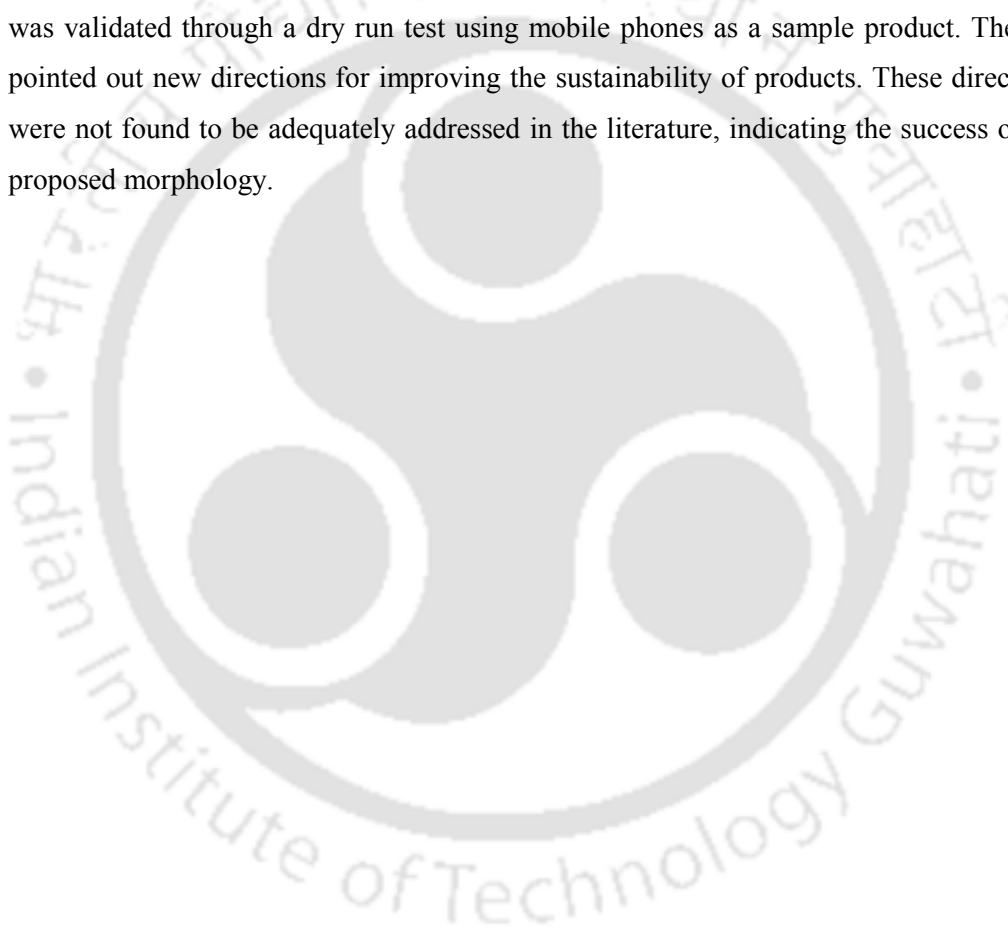 was validated through a dry run test using mobile phones as a sample product. The
pointed out new directions for improving the sustainability of products. These direc
were not found to be adequately addressed in the literature, indicating the success o
proposed morphology.
Indian Institute of Technology Guwahati